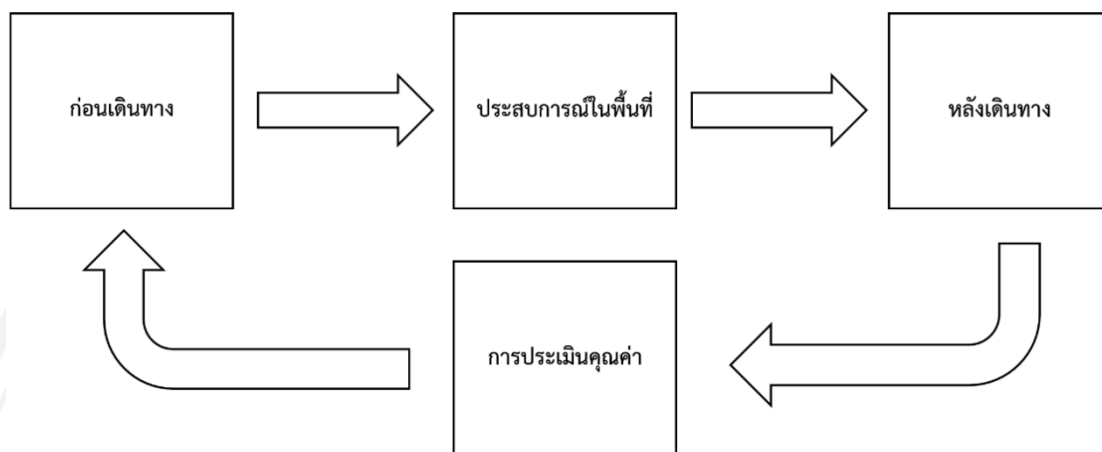 ก่อนเดินทาง
ประสบการณ์ในพื้นที่
หลังเดินทาง
การประเมินคุณค่า